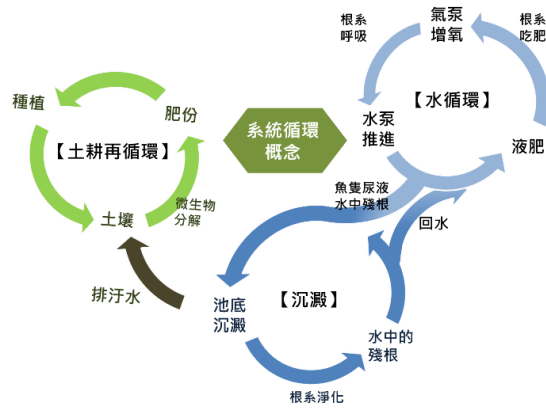 氣泵
增氧
根系
呼吸
根系
吃肥
【水循環】
水泵
推進
液肥
種植
肥份
【土耕再循環】
系統循環
概念
微生物
分解
土壤
魚隻尿液
水中殘根
回水
排汙水
池底
沉澱
【沉澱】
水中的
殘根
根系淨化